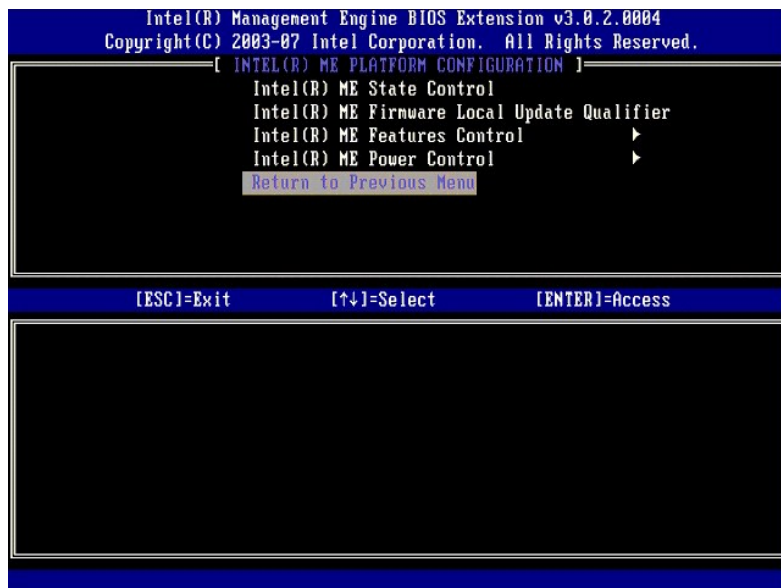 Intel(R) Management Engine BIOS Extension v3.0.2.0004
Copyright(C) 2003-07 Intel Corporation.  All Rights Reserved.
[ INTEL(R) ME PLATFORM CONFIGURATION ]
Intel(R) ME State Control
Intel(R) ME Firmware Local Update Qualifier
Intel(R) ME Features Control ►
Intel(R) ME Power Control ►
Return to Previous Menu
[ESC]=Exit [↑↓]=Select [ENTER]=Access